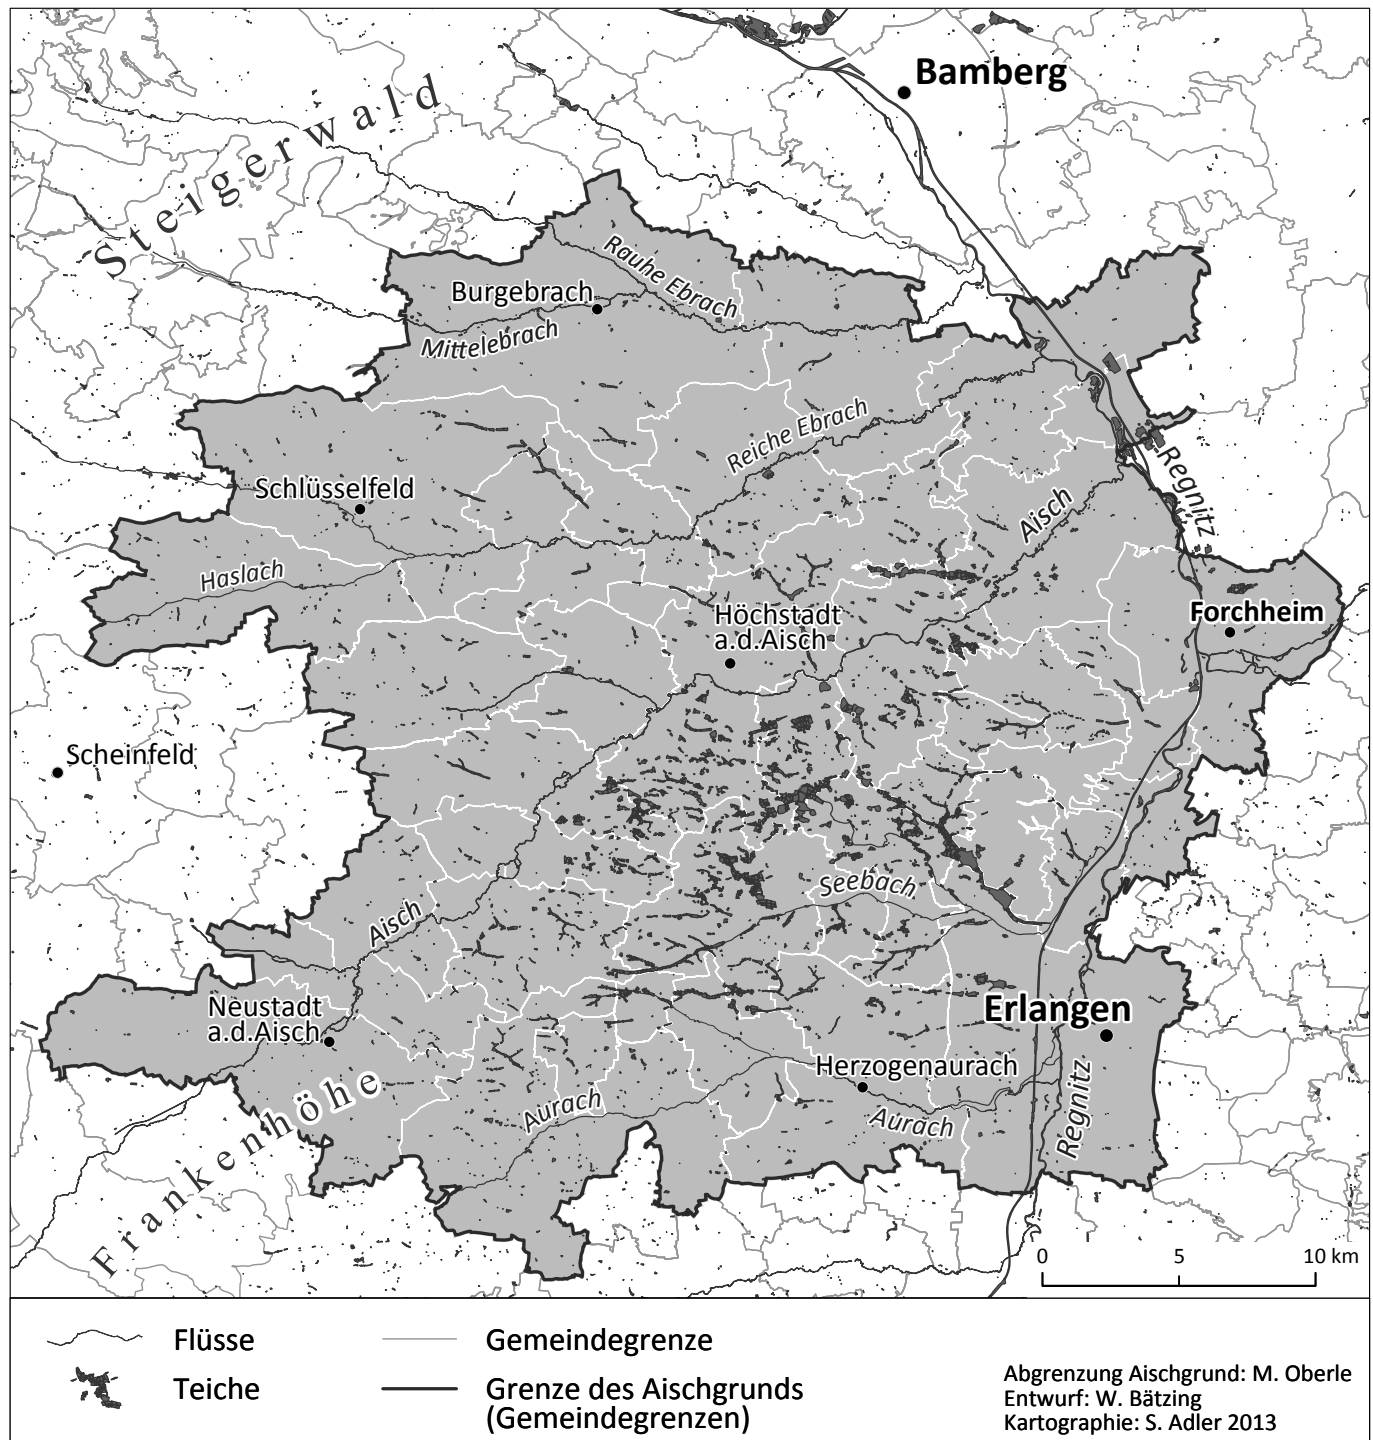 Bamberg
Steigerwald
Rauhe Ebrach
Burgebrach
Mittelebrach
Reiche Ebrach
Regnitz
Schlüsselfeld
Aisch
Haslach
Höchstadt
a.d.Aisch
Forchheim
Scheinfeld
Seebach
Aisch
Neustadt
a.d.Aisch
Erlangen
Herzogenaurach
Frankenhöhe
Aurach
Aurach
Regnitz
0 5 10 km
Flüsse
Gemeindegrenze
Teiche
Grenze des Aischgrunds
(Gemeindegrenzen)
Abgrenzung Aischgrund: M. Oberle
Entwurf: W. Bätzing
Kartographie: S. Adler 2013